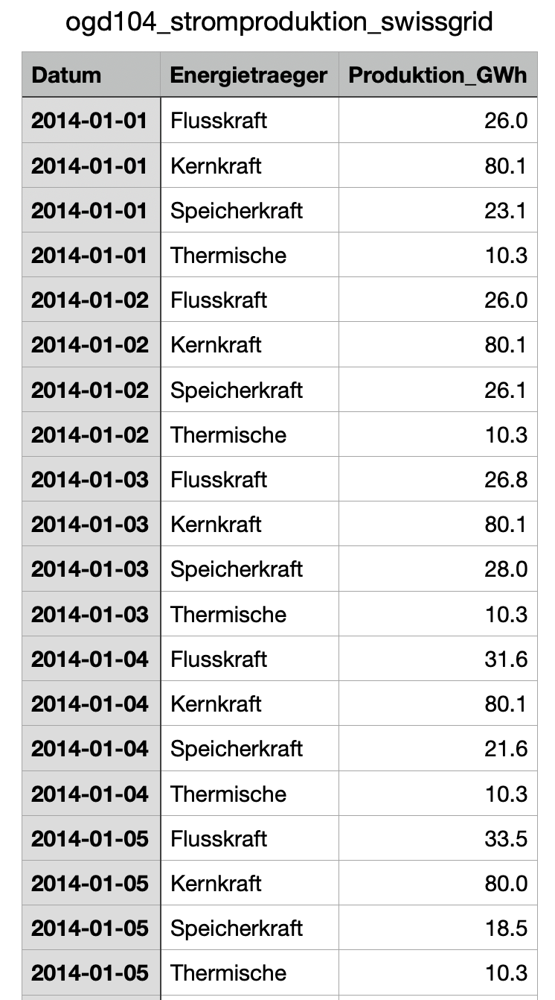 ogd104_stromproduktion_swissgrid
Datum Energietraeger Produktion_GWh
2014-01-01 Flusskraft 26.0
2014-01-01 Kernkraft 80.1
2014-01-01 Speicherkraft 23.1
2014-01-01 Thermische 10.3
2014-01-02 Flusskraft 26.0
2014-01-02 Kernkraft 80.1
2014-01-02 Speicherkraft 26.1
2014-01-02 Thermische 10.3
2014-01-03 Flusskraft 26.8
2014-01-03 Kernkraft 80.1
2014-01-03 Speicherkraft 28.0
2014-01-03 Thermische 10.3
2014-01-04 Flusskraft 31.6
2014-01-04 Kernkraft 80.1
2014-01-04 Speicherkraft 21.6
2014-01-04 Thermische 10.3
2014-01-05 Flusskraft 33.5
2014-01-05 Kernkraft 80.0
2014-01-05 Speicherkraft 18.5
2014-01-05 Thermische 10.3